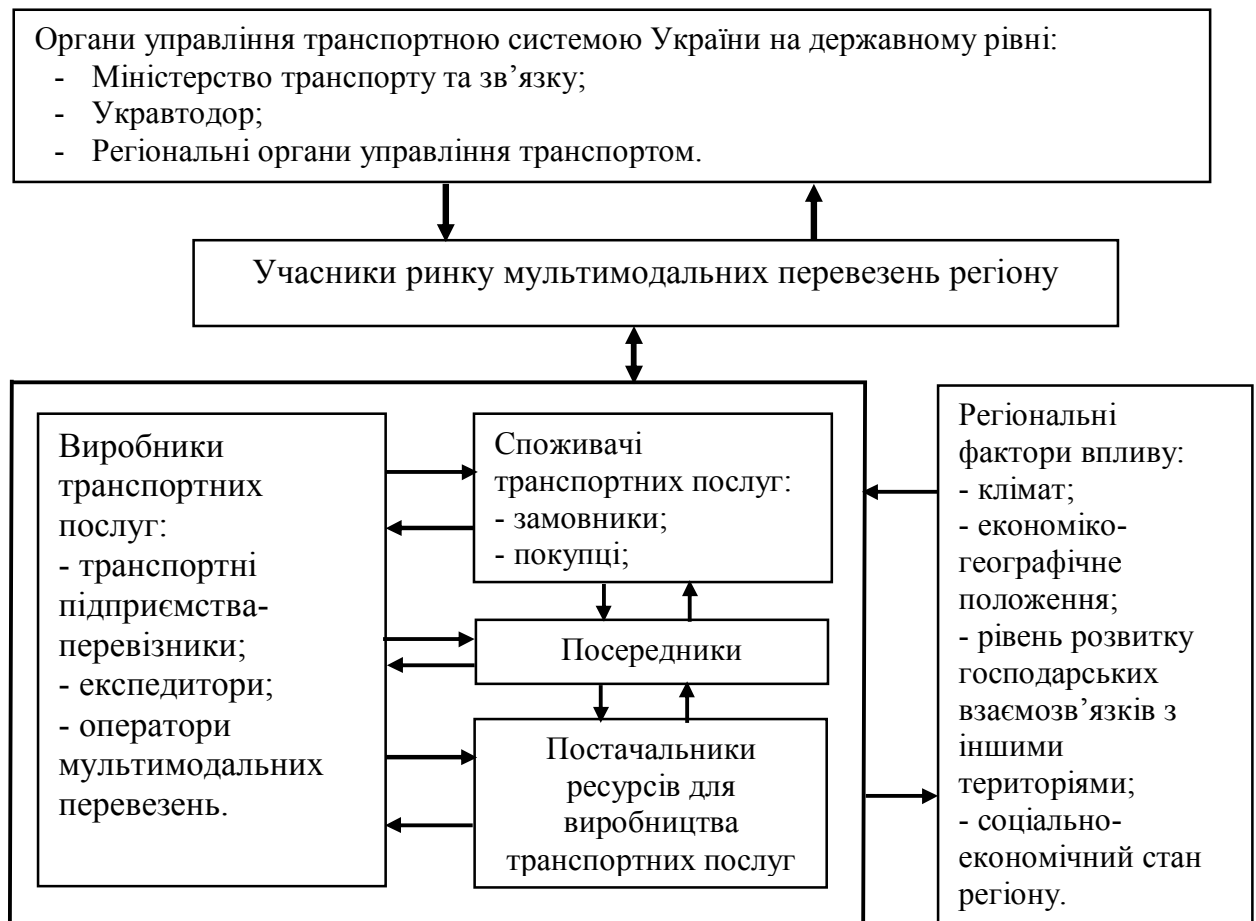 Органи управління транспортною системою України на державному рівні:
- Міністерство транспорту та зв’язку;
- Укравтодор;
- Регіональні органи управління транспортом.
Учасники ринку мультимодальних перевезень регіону
Виробники
транспортних
послуг:
- транспортні
підприємства-
перевізники;
- експедитори;
- оператори
мультимодальних
перевезень.
Споживачі
транспортних послуг:
- замовники;
- покупці;
Посередники
Постачальники
ресурсів для
виробництва
транспортних послуг
Регіональні
фактори впливу:
- клімат;
- економіко-
географічне
положення;
- рівень розвитку
господарських
взаємозв’язків з
іншими
територіями;
- соціально-
економічний стан
регіону.